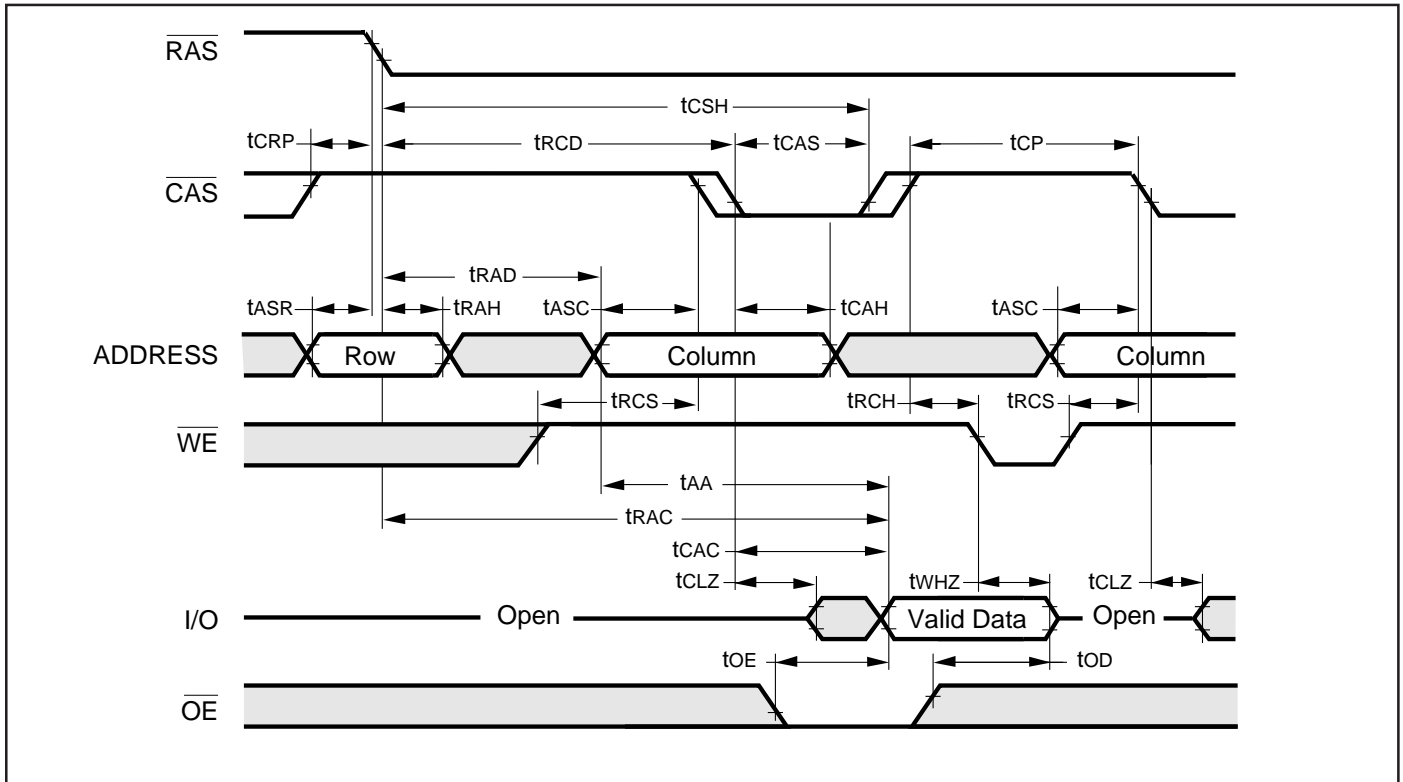 RAS
tCSH
tCRP tRCD tCAS tCP
CAS
tRAD
tASR tRAH tASC tCAH tASC
ADDRESS Row Column Column
tRCS tRCH tRCS
WE
tAA
tRAC
tCAC
tCLZ tWHZ tCLZ
I/O Open Valid Data Open
tOE tOD
OE